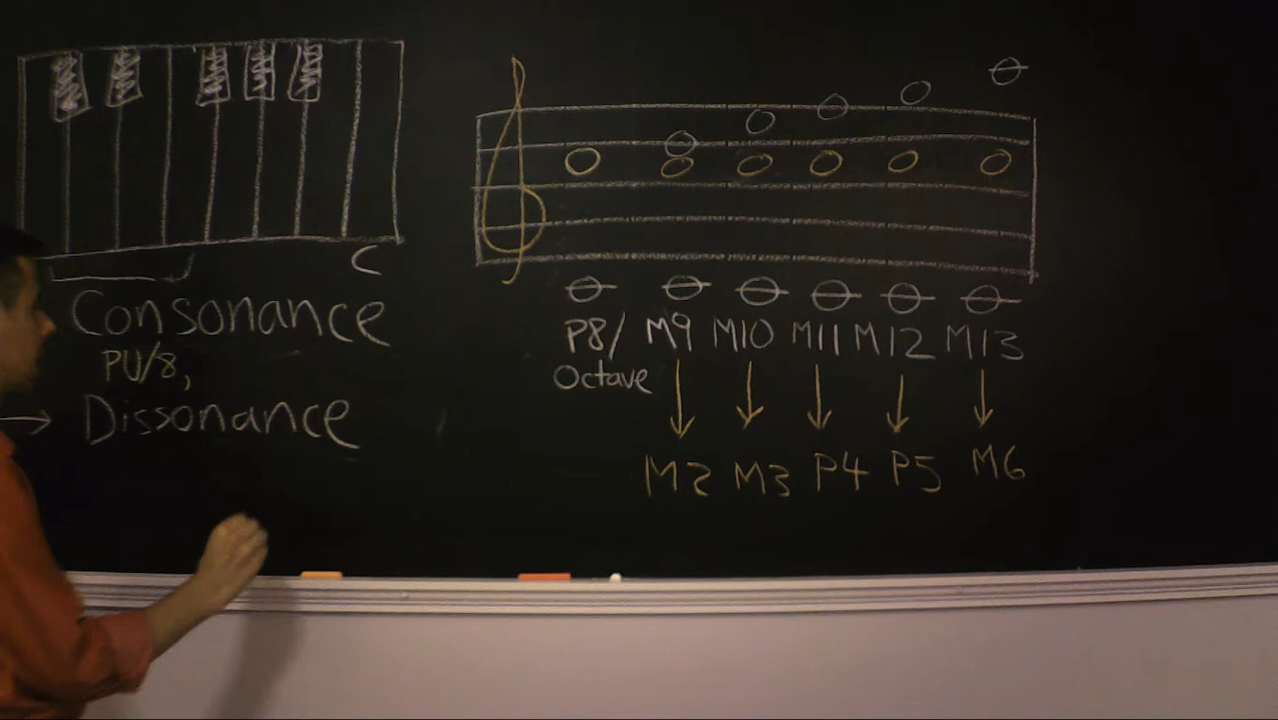 C
Consonance
PU/8,
Dissonance
P8/ M9 M10 M11 M12 M13
Octave
M2 M3 P4 P5 M6